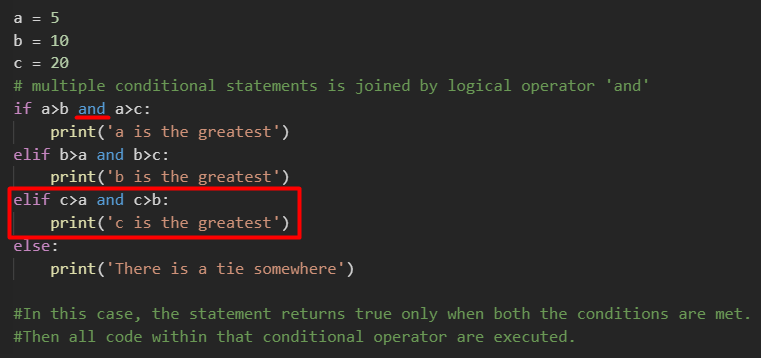 a = 5
b = 10
c = 20
# multiple conditional statements is joined by logical operator 'and'
if a>b and a>c:
    print('a is the greatest')
elif b>a and b>c:
    print('b is the greatest')
elif c>a and c>b:
    print('c is the greatest')
else:
    print('There is a tie somewhere')
#In this case, the statement returns true only when both the conditions are met.
#Then all code within that conditional operator are executed.